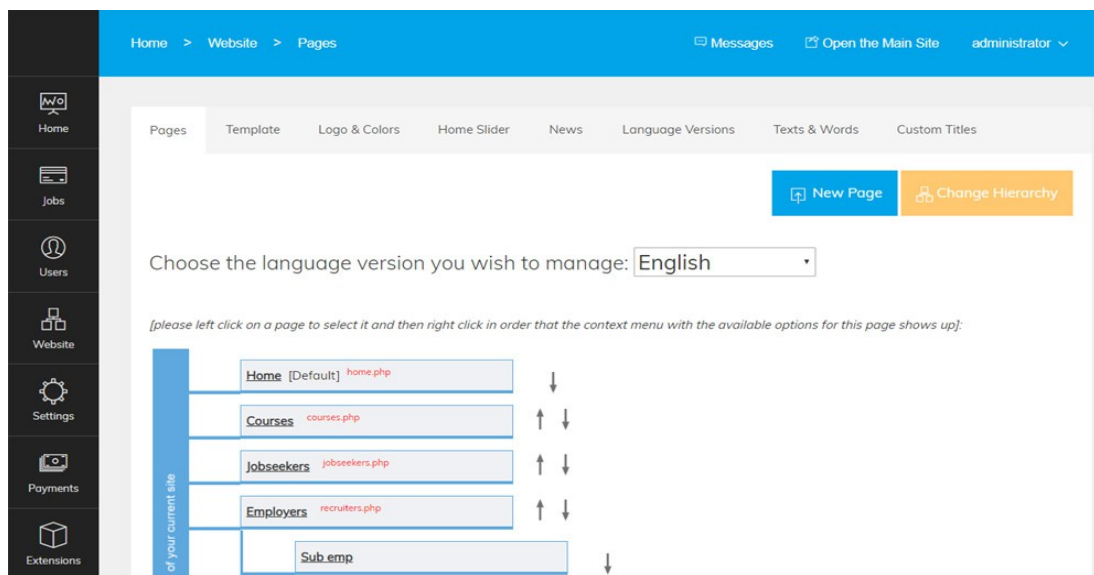 Home > Website > Pages
Messages
Open the Main Site
administrator
Home
Jobs
Users
Website
Settings
Payments
Extensions
Pages
Template
Logo & Colors
Home Slider
News
Language Versions
Texts & Words
Custom Titles
New Page
Change Hierarchy
Choose the language version you wish to manage: English
[please left click on a page to select it and then right click in order that the context menu with the available options for this page shows up]:
of your current site
Home [Default] home.php
Courses courses.php
Jobseekers jobseekers.php
Employers recruiters.php
Sub emp